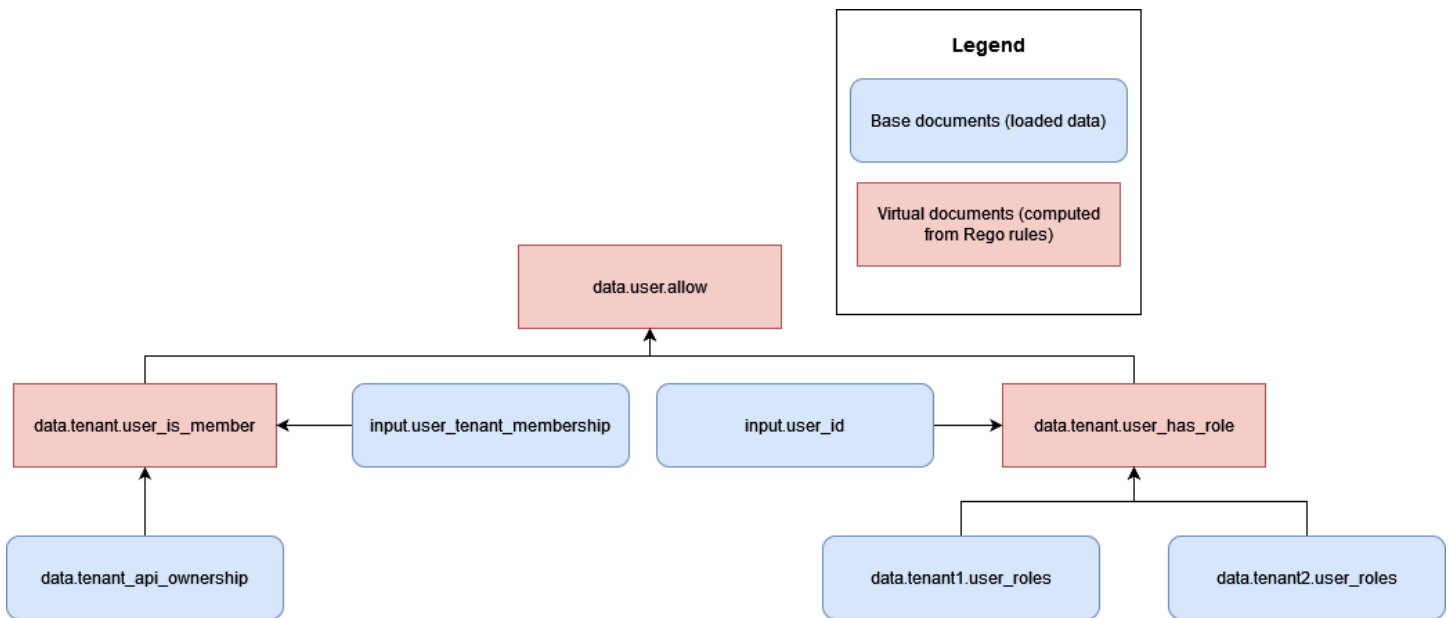 Legend
Base documents (loaded data)
Virtual documents (computed
from Rego rules)
data.user.allow
data.tenant.user_is_member
input.user_tenant_membership
input.user_id
data.tenant.user_has_role
data.tenant_api_ownership
data.tenant1.user_roles
data.tenant2.user_roles